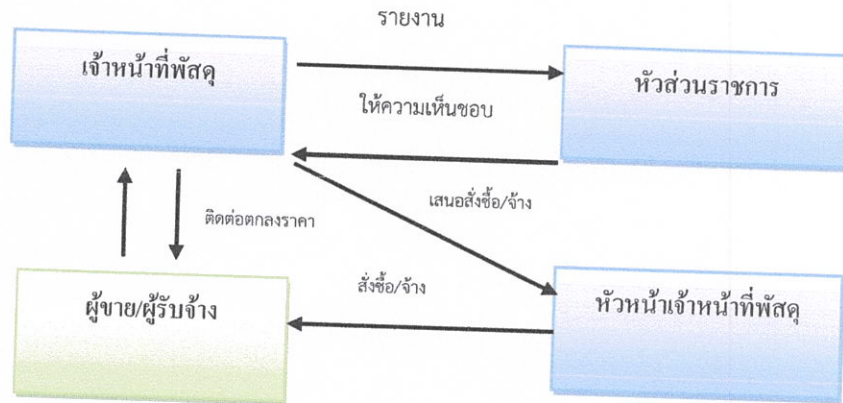 รายงาน
เจ้าหน้าที่พัสดุ
หัวส่วนราชการ
ให้ความเห็นชอบ
เสนอสั่งซื้อ/จ้าง
ติดต่อตกลงราคา
สั่งซื้อ/จ้าง
ผู้ขาย/ผู้รับจ้าง
หัวหน้าเจ้าหน้าที่พัสดุ